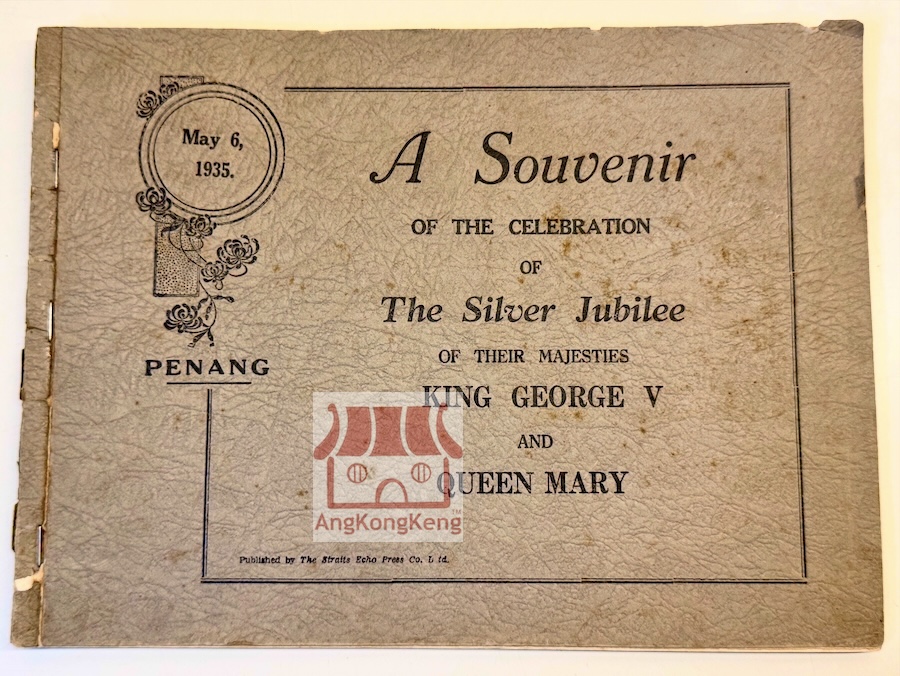 May 6,
1935.
PENANG
A Souvenir
OF THE CELEBRATION
OF
The Silver Jubilee
OF THEIR MAJESTIES
KING GEORGE V
AND
QUEEN MARY
AngKongKeng™
Published by The Straits Echo Press Co. Ltd.